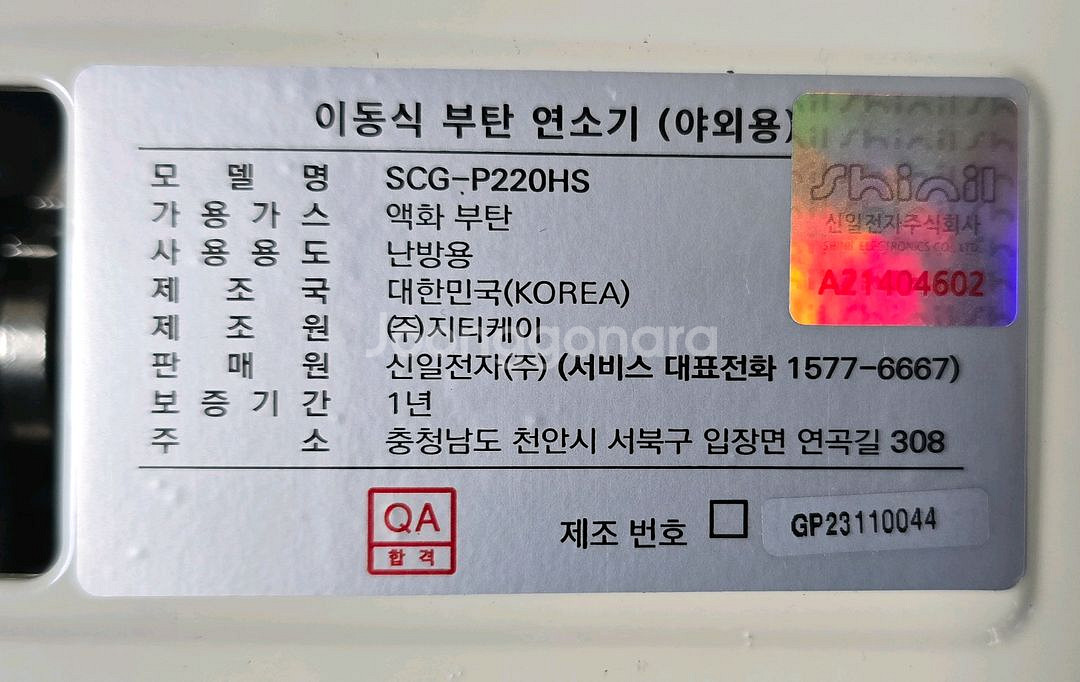 이동식 부탄 연소기 (야외용)
모델명 SCG-P220HS
가용가스 액화 부탄
사용용도 난방용
제조국 대한민국(KOREA)
제조원 ㈜지티케이
판매원 신일전자(주) (서비스 대표전화 1577-6667)
보증기간 1년
주소 충청남도 천안시 서북구 입장면 연곡길 308
shinil
신일전자주식회사
SHINIL ELECTRONICS CO., LTD.
A21404602
Joonggonara
QA
합격
제조 번호 □ GP23110044